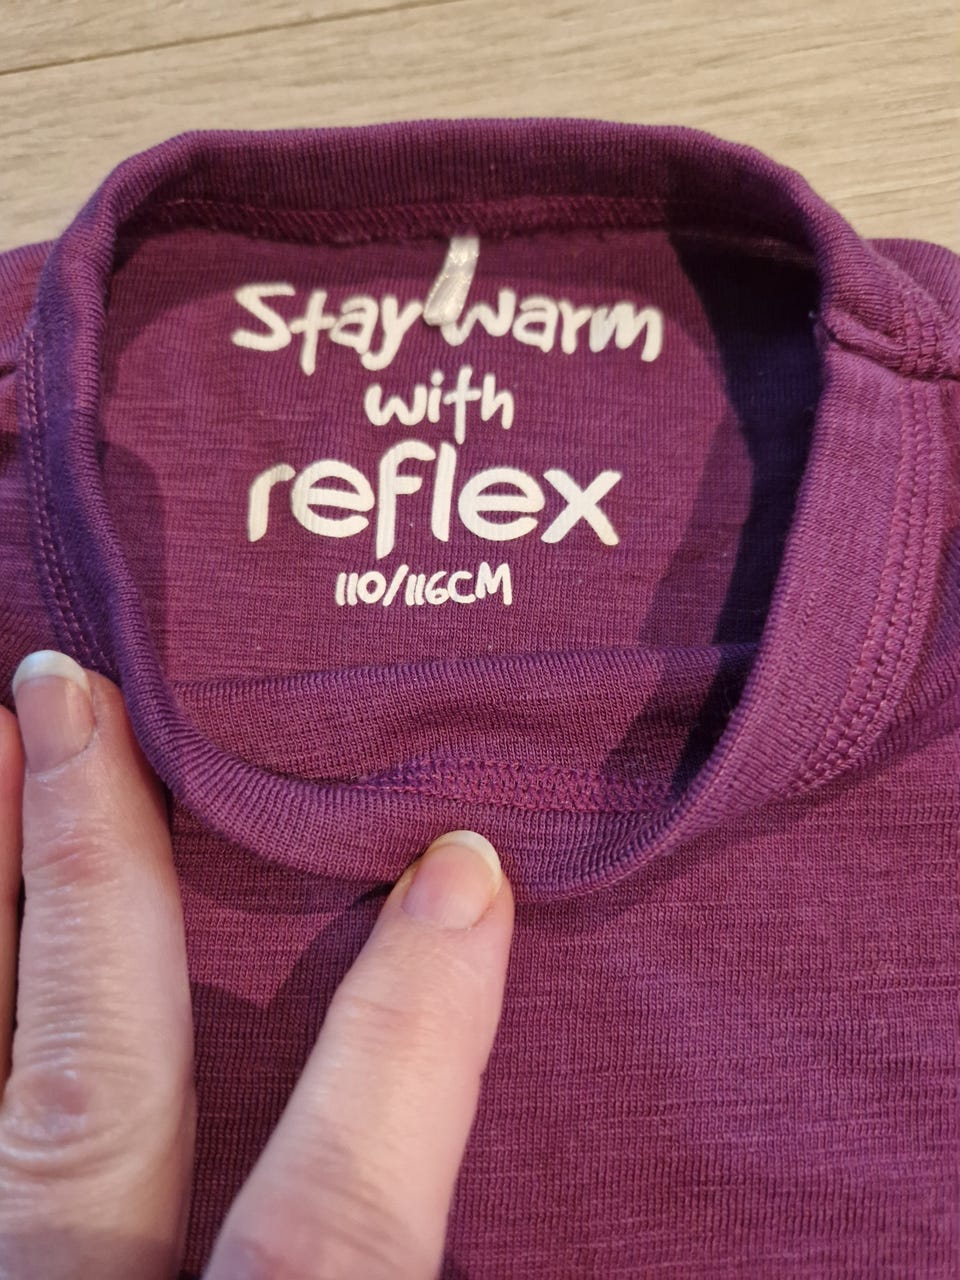 Stay warm
with
reflex
110/116CM